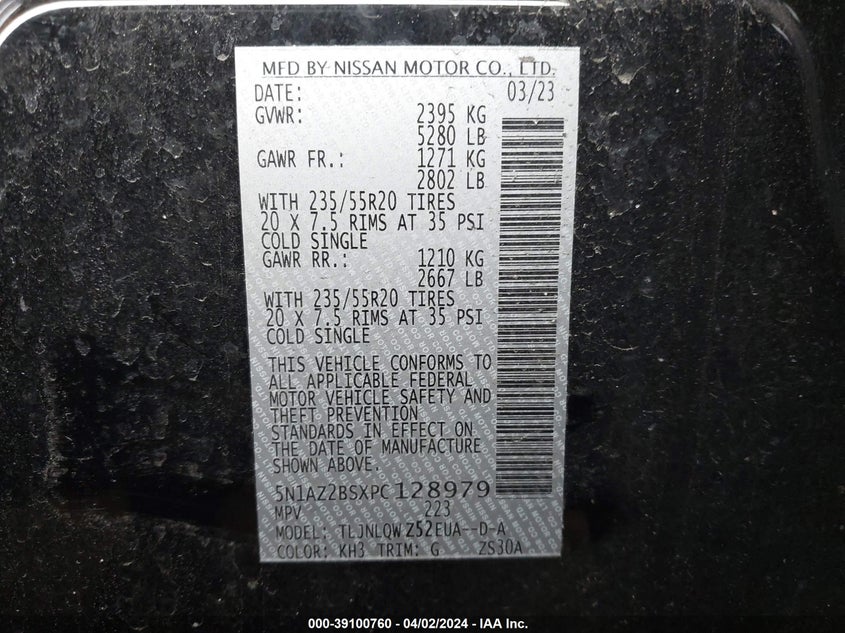 MFD BY NISSAN MOTOR CO., LTD.
DATE: 03/23
GVWR: 2395 KG
5280 LB
GAWR FR.: 1271 KG
2802 LB
WITH 235/55R20 TIRES
20 X 7.5 RIMS AT 35 PSI
COLD SINGLE
GAWR RR.: 1210 KG
2667 LB
WITH 235/55R20 TIRES
20 X 7.5 RIMS AT 35 PSI
COLD SINGLE
THIS VEHICLE CONFORMS TO
ALL APPLICABLE FEDERAL
MOTOR VEHICLE SAFETY AND
THEFT PREVENTION
STANDARDS IN EFFECT ON
THE DATE OF MANUFACTURE
SHOWN ABOVE.
5N1AZ2BSXPC128979
MPV 223
MODEL: TLJNLQWZ52EUA--D-A
COLOR: KH3 TRIM: G ZS30A
000-39100760 - 04/02/2024 - IAA Inc.